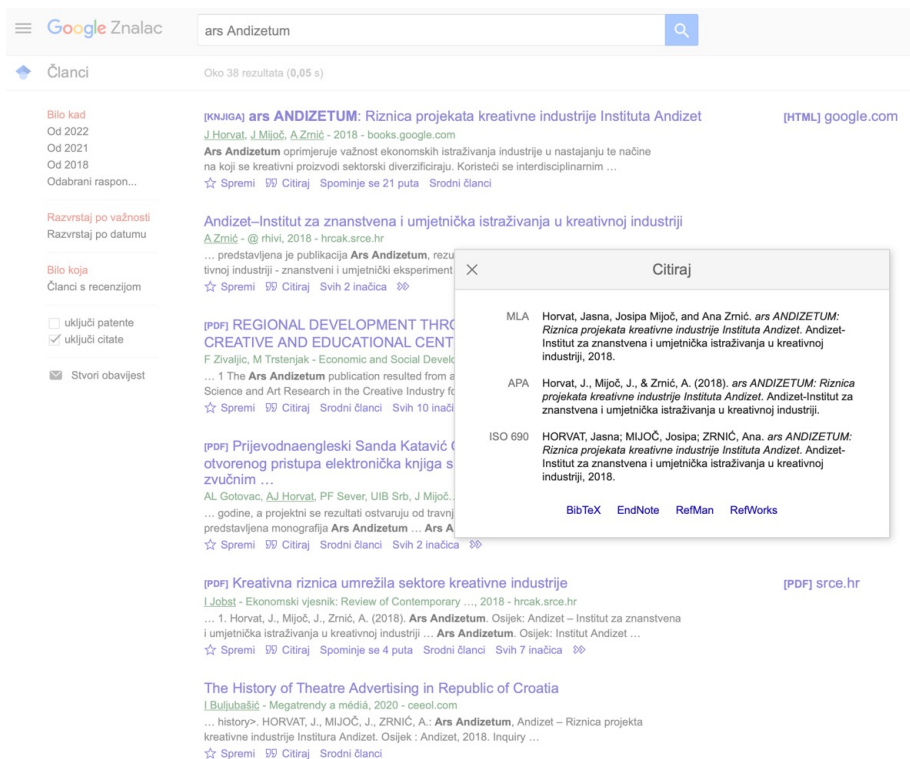 Google Znalac
ars Andizetum
Članci
Oko 38 rezultata (0,05 s)
Bilo kad
Od 2022
Od 2021
Od 2018
Odabrani raspon...
Razvrstaj po važnosti
Razvrstaj po datumu
Bilo koja
Članci s recenzijom
uključi patente
uključi citate
Stvori obavijest
[KNJIGA] ars ANDIZETUM: Riznica projekata kreativne industrije Instituta Andizet
[HTML] google.com
J Horvat, J Mijoč, A Zrnić - 2018 - books.google.com
Ars Andizetum oprimjeruje važnost ekonomskih istraživanja industrije u nastajanju te načine
na koji se kreativni proizvodi sektorski diverzificiraju. Koristeći se interdisciplinarnim …
Spremi Citiraj Spominje se 21 puta Srodni članci
Andizet–Institut za znanstvena i umjetnička istraživanja u kreativnoj industriji
A Zrnić - @ rhivi, 2018 - hrcak.srce.hr
… predstavljena je publikacija Ars Andizetum, rezu
tivnoj industriji - znanstveni i umjetnički eksperiment
Spremi Citiraj Svih 2 inačica
[PDF] REGIONAL DEVELOPMENT THRO
CREATIVE AND EDUCATIONAL CENT
F Zivaljic, M Trstenjak - Economic and Social Develo
… 1 The Ars Andizetum publication resulted from a
Science and Art Research in the Creative Industry fo
Spremi Citiraj Srodni članci Svih 10 inači
[PDF] Prijevodnaengleski Sanda Katavić
otvorenog pristupa elektronička knjiga s
zvučnim …
AL Gotovac, AJ Horvat, PF Sever, UIB Srb, J Mijoč..
… godine, a projektni se rezultati ostvaruju od travnj
predstavljena monografija Ars Andizetum … Ars A
Spremi Citiraj Srodni članci Svih 2 inačica
[PDF] Kreativna riznica umrežila sektore kreativne industrije
[PDF] srce.hr
I Jobst - Ekonomski vjesnik: Review of Contemporary …, 2018 - hrcak.srce.hr
… 1. Horvat, J., Mijoč, J., Zrnić, A. (2018). Ars Andizetum. Osijek: Andizet – Institut za znanstvena
i umjetnička istraživanja u kreativnoj industriji … Ars Andizetum. Osijek: Institut Andizet …
Spremi Citiraj Spominje se 4 puta Srodni članci Svih 7 inačica
The History of Theatre Advertising in Republic of Croatia
I Buljubašić - Megatrendy a médiá, 2020 - ceeol.com
… history>. HORVAT, J., MIJOČ, J., ZRNIĆ, A.: Ars Andizetum, Andizet – Riznica projekta
kreativne industrije Institura Andizet. Osijek : Andizet, 2018. Inquiry …
Spremi Citiraj Srodni članci
Citiraj
MLA Horvat, Jasna, Josipa Mijoč, and Ana Zrnić. ars ANDIZETUM:
Riznica projekata kreativne industrije Instituta Andizet. Andizet-
Institut za znanstvena i umjetnička istraživanja u kreativnoj
industriji, 2018.
APA Horvat, J., Mijoč, J., & Zrnić, A. (2018). ars ANDIZETUM: Riznica
projekata kreativne industrije Instituta Andizet. Andizet-Institut za
znanstvena i umjetnička istraživanja u kreativnoj industriji.
ISO 690 HORVAT, Jasna; MIJOČ, Josipa; ZRNIĆ, Ana. ars ANDIZETUM:
Riznica projekata kreativne industrije Instituta Andizet. Andizet-
Institut za znanstvena i umjetnička istraživanja u kreativnoj
industriji, 2018.
BibTeX EndNote RefMan RefWorks